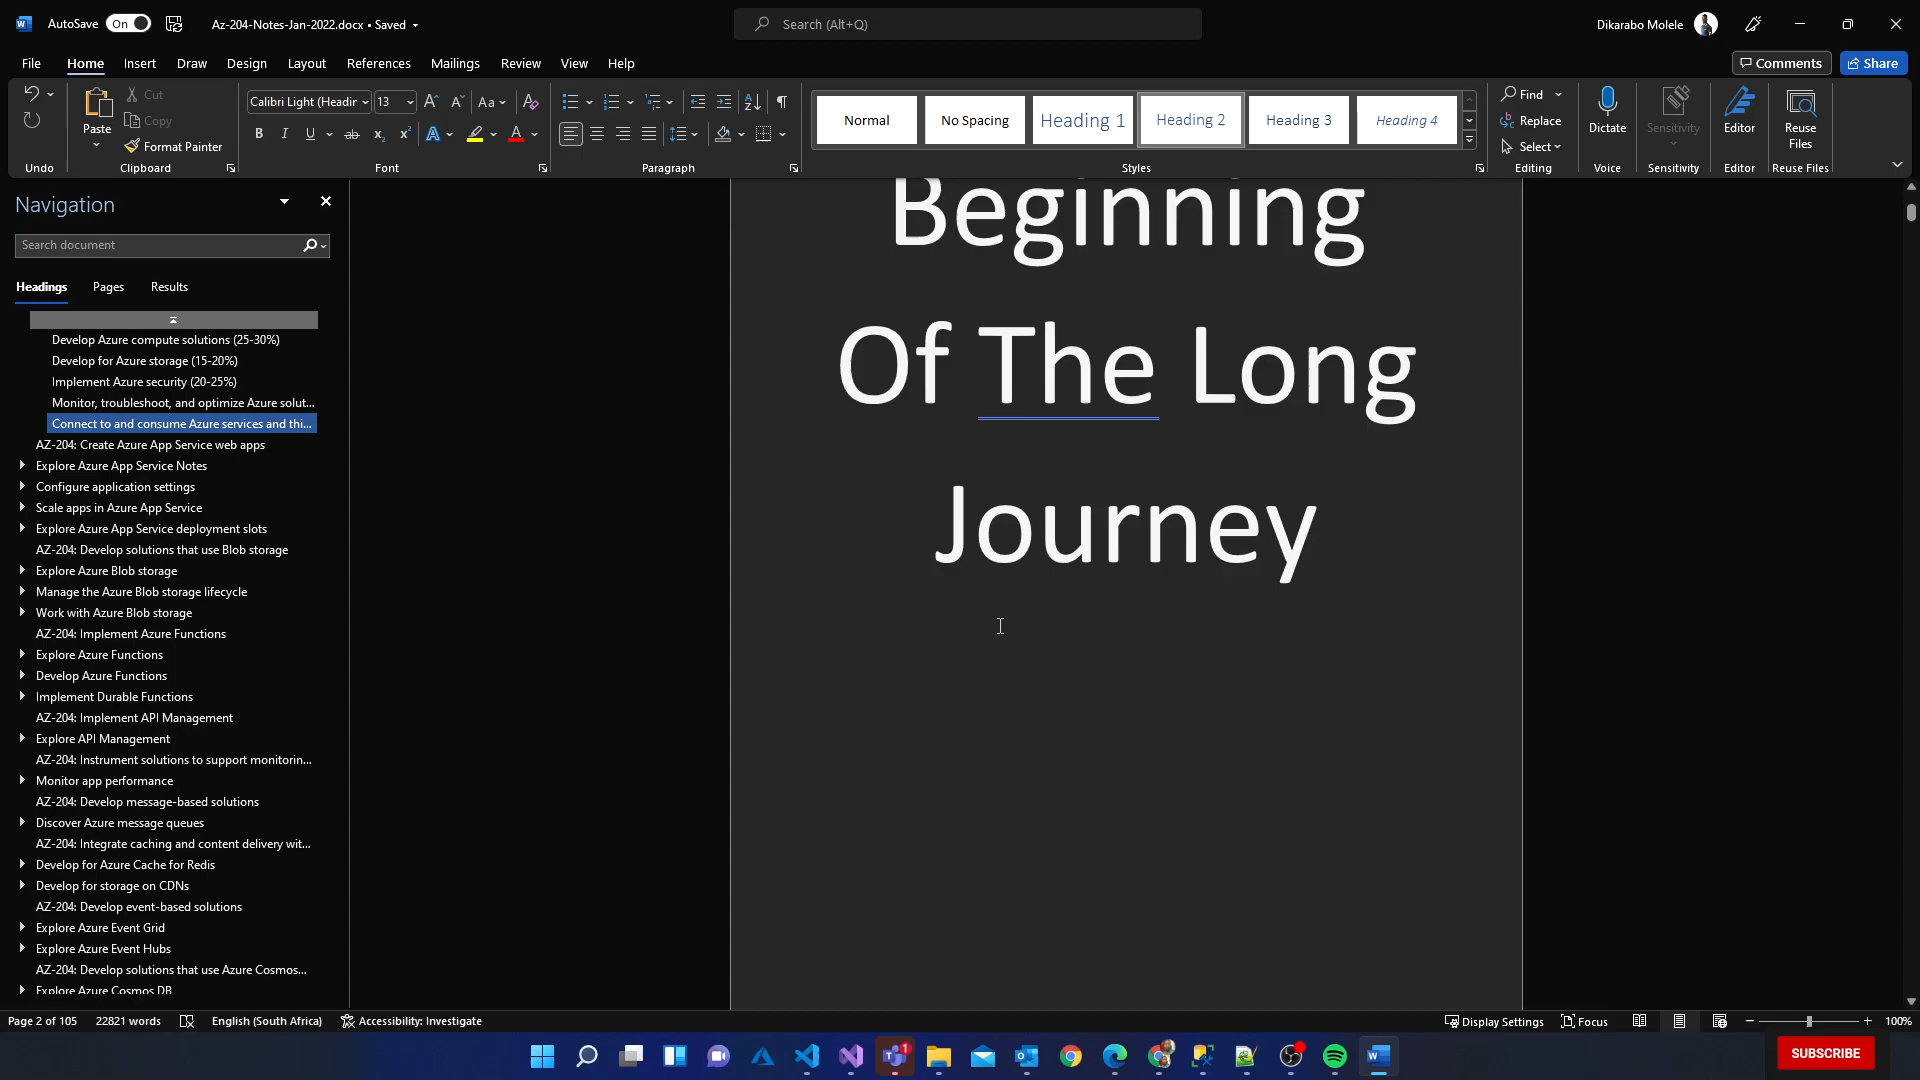 AutoSave On Az-204-Notes-Jan-2022.docx • Saved Search (Alt+Q) Dikarabo Molele
File Home Insert Draw Design Layout References Mailings Review View Help Comments Share
Undo
Paste
Cut
Copy
Format Painter
Clipboard
Calibri Light (Headir 13
Font
Paragraph
Normal No Spacing Heading 1 Heading 2 Heading 3 Heading 4
Styles
Find
Replace
Select
Editing
Dictate
Voice
Sensitivity
Sensitivity
Editor
Editor
Reuse
Files
Reuse Files
Navigation
Search document
Headings Pages Results
Develop Azure compute solutions (25-30%)
Develop for Azure storage (15-20%)
Implement Azure security (20-25%)
Monitor, troubleshoot, and optimize Azure solut...
Connect to and consume Azure services and thi...
AZ-204: Create Azure App Service web apps
Explore Azure App Service Notes
Configure application settings
Scale apps in Azure App Service
Explore Azure App Service deployment slots
AZ-204: Develop solutions that use Blob storage
Explore Azure Blob storage
Manage the Azure Blob storage lifecycle
Work with Azure Blob storage
AZ-204: Implement Azure Functions
Explore Azure Functions
Develop Azure Functions
Implement Durable Functions
AZ-204: Implement API Management
Explore API Management
AZ-204: Instrument solutions to support monitorin...
Monitor app performance
AZ-204: Develop message-based solutions
Discover Azure message queues
AZ-204: Integrate caching and content delivery wit...
Develop for Azure Cache for Redis
Develop for storage on CDNs
AZ-204: Develop event-based solutions
Explore Azure Event Grid
Explore Azure Event Hubs
AZ-204: Develop solutions that use Azure Cosmos...
Explore Azure Cosmos DB
Beginning
Of The Long
Journey
Page 2 of 105 22821 words English (South Africa) Accessibility: Investigate Display Settings Focus 100%
SUBSCRIBE